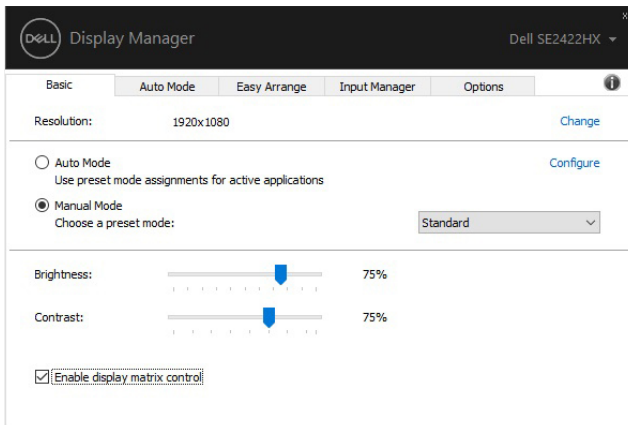 DELL Display Manager
Dell SE2422HX
x
Basic Auto Mode Easy Arrange Input Manager Options
Resolution: 1920x1080 Change
Auto Mode Configure
Use preset mode assignments for active applications
Manual Mode
Choose a preset mode: Standard
Brightness: 75%
Contrast: 75%
Enable display matrix control